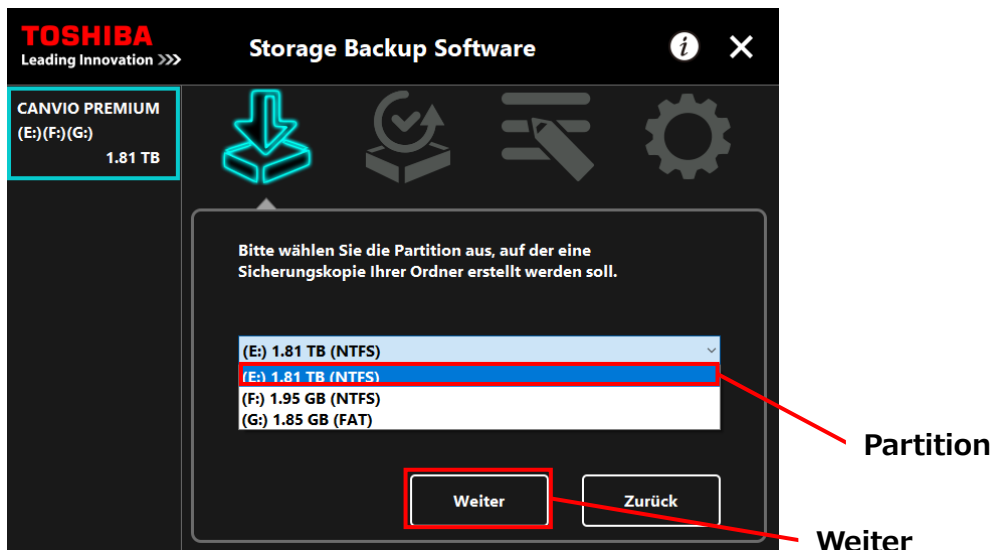 TOSHIBA
Leading Innovation >>>
Storage Backup Software
i
CANVIO PREMIUM
(E:)(F:)(G:)
1.81 TB
Bitte wählen Sie die Partition aus, auf der eine
Sicherungskopie Ihrer Ordner erstellt werden soll.
(E:) 1.81 TB (NTFS)
(E:) 1.81 TB (NTFS)
(F:) 1.95 GB (NTFS)
(G:) 1.85 GB (FAT)
Partition
Weiter
Zurück
Weiter